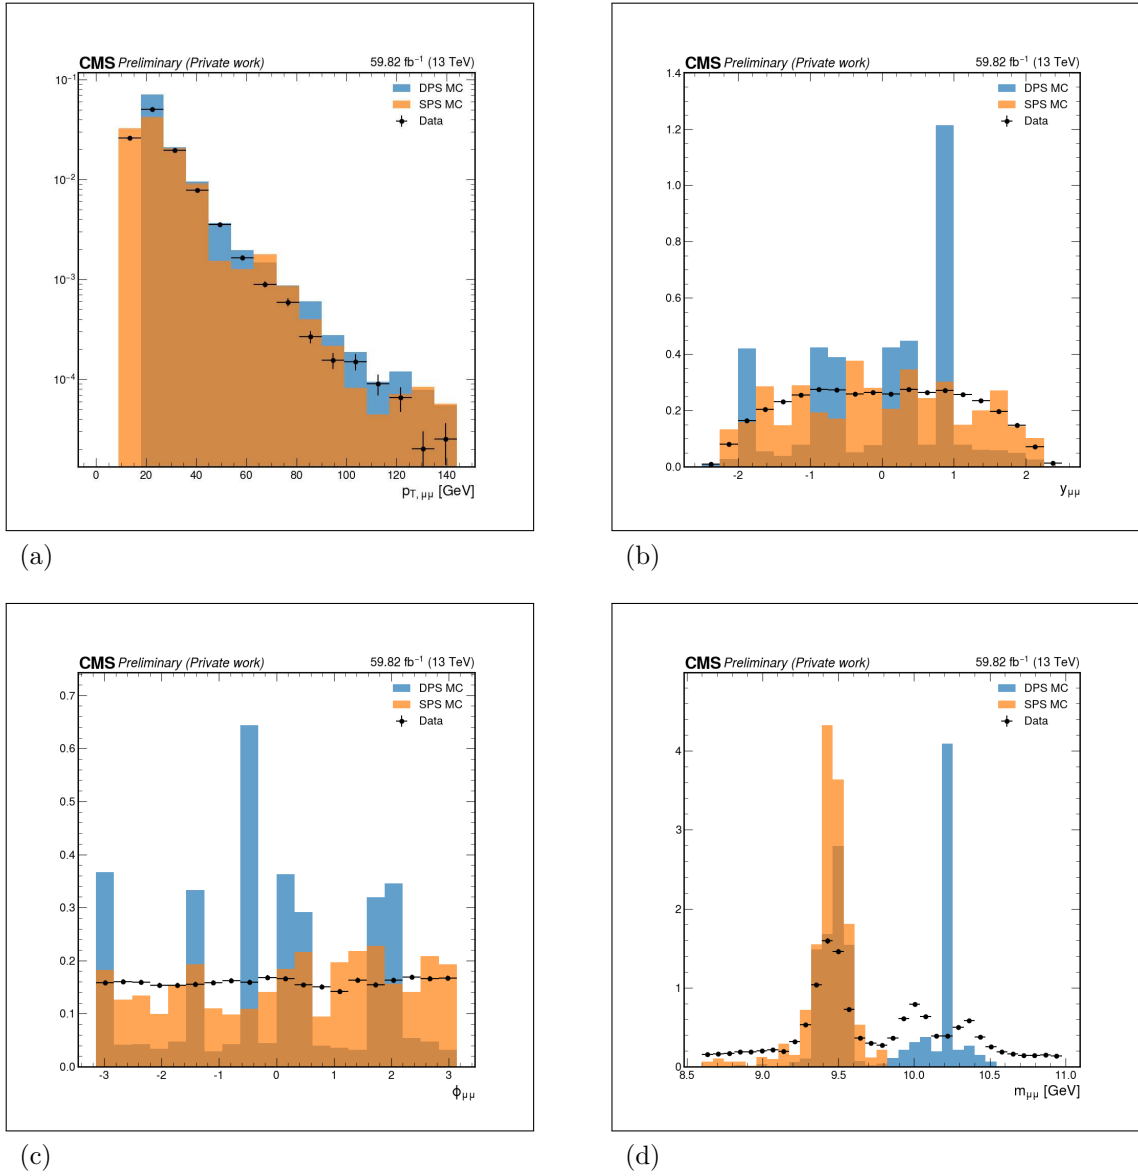 CMS Preliminary (Private work) 59.82 fb⁻¹ (13 TeV)
DPS MC
SPS MC
Data
10⁻¹
10⁻²
10⁻³
10⁻⁴
0 20 40 60 80 100 120 140
p_{T, μμ} [GeV]
(a)
CMS Preliminary (Private work) 59.82 fb⁻¹ (13 TeV)
DPS MC
SPS MC
Data
1.4
1.2
1.0
0.8
0.6
0.4
0.2
0.0
-2 -1 0 1 2
y_{μμ}
(b)
CMS Preliminary (Private work) 59.82 fb⁻¹ (13 TeV)
DPS MC
SPS MC
Data
0.7
0.6
0.5
0.4
0.3
0.2
0.1
0.0
-3 -2 -1 0 1 2 3
ϕ_{μμ}
(c)
CMS Preliminary (Private work) 59.82 fb⁻¹ (13 TeV)
DPS MC
SPS MC
Data
4
3
2
1
0
8.5 9.0 9.5 10.0 10.5 11.0
m_{μμ} [GeV]
(d)